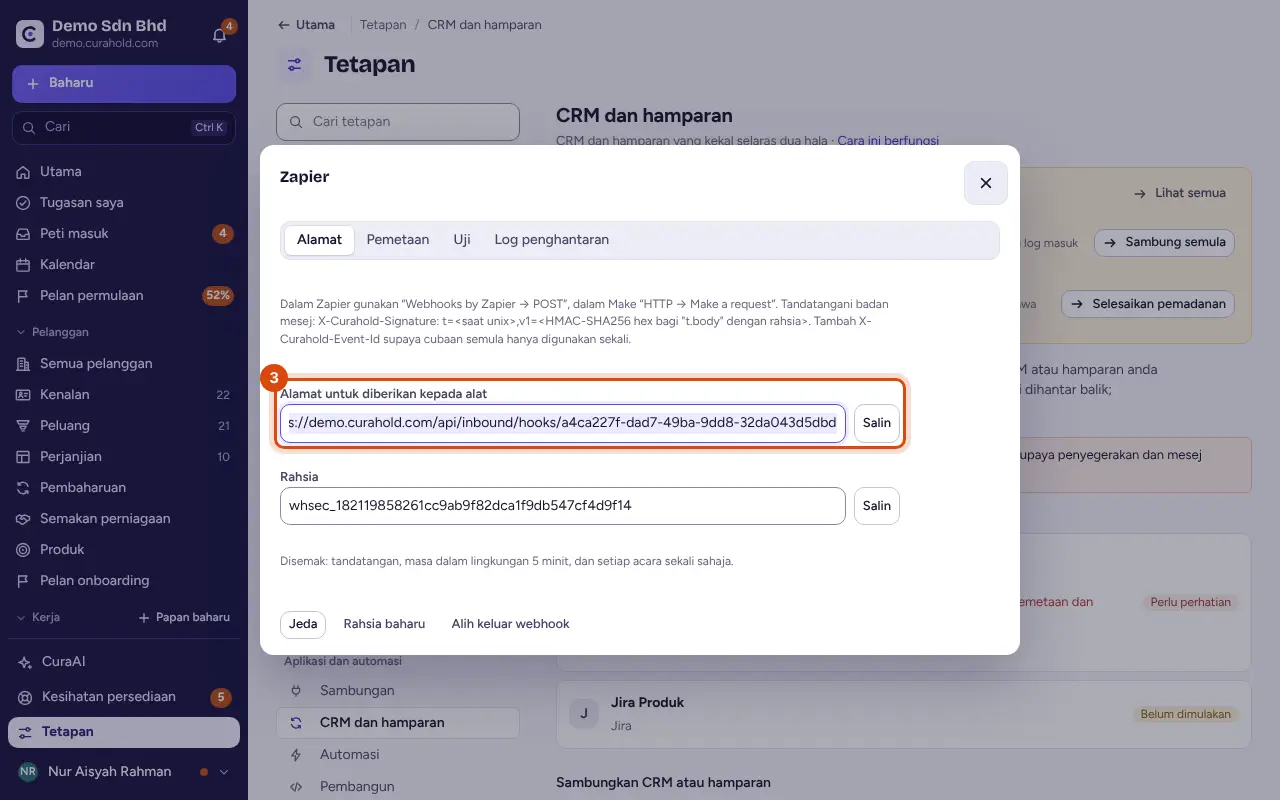 Demo Sdn Bhd
demo.curahold.com
4
Baharu
Cari
Ctrl K
Utama
Tugasan saya
Peti masuk
4
Kalendar
Pelan permulaan
52%
Pelanggan
Semua pelanggan
Kenalan
22
Peluang
21
Perjanjian
10
Pembaharuan
Semakan perniagaan
Produk
Pelan onboarding
Kerja
Papan baharu
CuraAI
Kesihatan persediaan
5
Tetapan
NR
Nur Aisyah Rahman
Utama
Tetapan / CRM dan hamparan
Tetapan
Cari tetapan
CRM dan hamparan
CRM dan hamparan yang kekal selaras dua hala · Cara ini berfungsi
→ Lihat semua
log masuk
→ Sambung semula
→ Selesaikan pemadanan
atau hamparan anda
dihantar balik;
upaya penyegerakan dan mesej
emetaan dan
Perlu perhatian
Zapier
Alamat
Pemetaan
Uji
Log penghantaran
Dalam Zapier gunakan "Webhooks by Zapier → POST", dalam Make "HTTP → Make a request". Tandatangani badan
mesej: X-Curahold-Signature: t=<saat unix>,v1=<HMAC-SHA256 hex bagi "t.body" dengan rahsia>. Tambah X-
Curahold-Event-Id supaya cubaan semula hanya digunakan sekali.
3
Alamat untuk diberikan kepada alat
s://demo.curahold.com/api/inbound/hooks/a4ca227f-dad7-49ba-9dd8-32da043d5dbd
Salin
Rahsia
whsec_182119858261cc9ab9f82dca1f9db547cf4d9f14
Salin
Disemak: tandatangan, masa dalam lingkungan 5 minit, dan setiap acara sekali sahaja.
Jeda
Rahsia baharu
Alih keluar webhook
Aplikasi dan automasi
Sambungan
CRM dan hamparan
Automasi
Pembangun
J
Jira Produk
Jira
Belum dimulakan
Sambungkan CRM atau hamparan